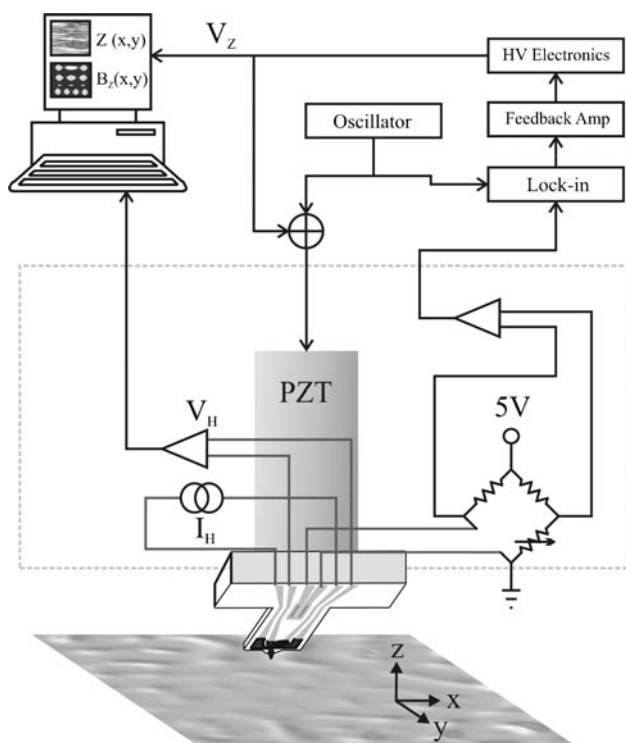 Z (x,y)
B_Z(x,y)
V_Z
HV Electronics
Oscillator
Feedback Amp
Lock-in
PZT
V_H
5V
I_H
z
x
y